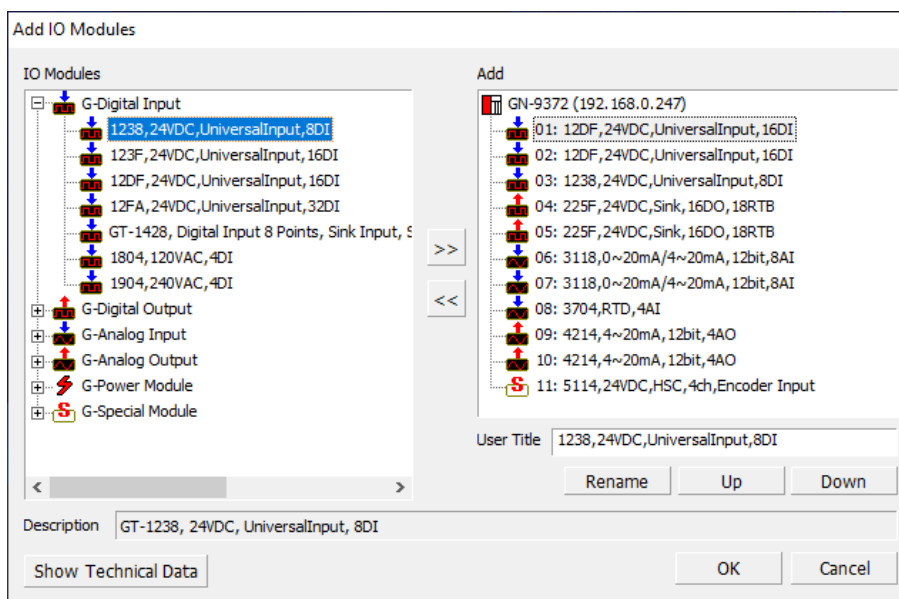 Add IO Modules
IO Modules
G-Digital Input
1238,24VDC,UniversalInput,8DI
123F,24VDC,UniversalInput,16DI
12DF,24VDC,UniversalInput,16DI
12FA,24VDC,UniversalInput,32DI
GT-1428, Digital Input 8 Points, Sink Input, S
1804,120VAC,4DI
1904,240VAC,4DI
G-Digital Output
G-Analog Input
G-Analog Output
G-Power Module
G-Special Module
>>
<<
Add
GN-9372 (192.168.0.247)
01: 12DF,24VDC,UniversalInput,16DI
02: 12DF,24VDC,UniversalInput,16DI
03: 1238,24VDC,UniversalInput,8DI
04: 225F,24VDC,Sink,16DO,18RTB
05: 225F,24VDC,Sink,16DO,18RTB
06: 3118,0~20mA/4~20mA,12bit,8AI
07: 3118,0~20mA/4~20mA,12bit,8AI
08: 3704,RTD,4AI
09: 4214,4~20mA,12bit,4AO
10: 4214,4~20mA,12bit,4AO
11: 5114,24VDC,HSC,4ch,Encoder Input
User Title 1238,24VDC,UniversalInput,8DI
Rename Up Down
Description GT-1238, 24VDC, UniversalInput, 8DI
Show Technical Data OK Cancel